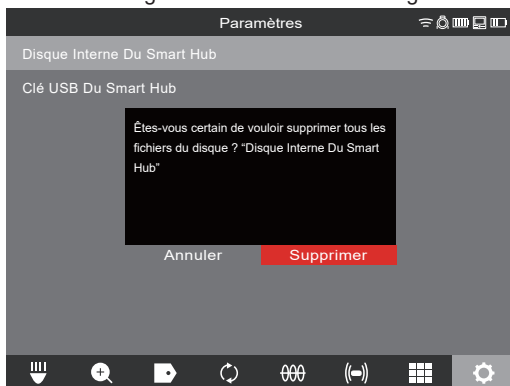 Paramètres
Disque Interne Du Smart Hub
Clé USB Du Smart Hub
Êtes-vous certain de vouloir supprimer tous les
fichiers du disque ? “Disque Interne Du Smart
Hub”
Annuler
Supprimer